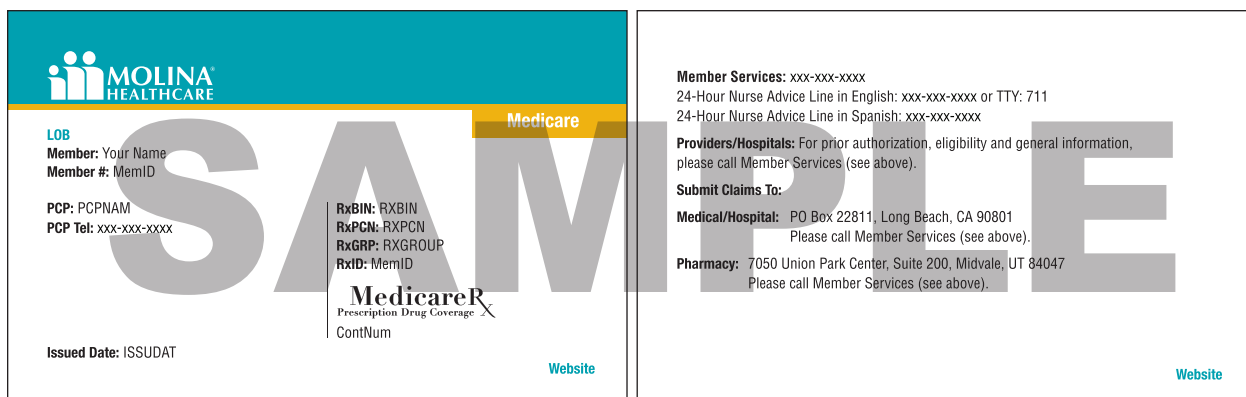 MOLINA®
HEALTHCARE
Medicare
LOB
Member: Your Name
Member #: MemID
PCP: PCPNAM
PCP Tel: xxx-xxx-xxxx
RxBIN: RXBIN
RxPCN: RXPCN
RxGRP: RXGROUP
RxID: MemID
MedicareRx
Prescription Drug Coverage
ContNum
Issued Date: ISSUDAT
Website
Member Services: xxx-xxx-xxxx
24-Hour Nurse Advice Line in English: xxx-xxx-xxxx or TTY: 711
24-Hour Nurse Advice Line in Spanish: xxx-xxx-xxxx
Providers/Hospitals: For prior authorization, eligibility and general information,
please call Member Services (see above).
Submit Claims To:
Medical/Hospital: PO Box 22811, Long Beach, CA 90801
Please call Member Services (see above).
Pharmacy: 7050 Union Park Center, Suite 200, Midvale, UT 84047
Please call Member Services (see above).
Website
SAMPLE